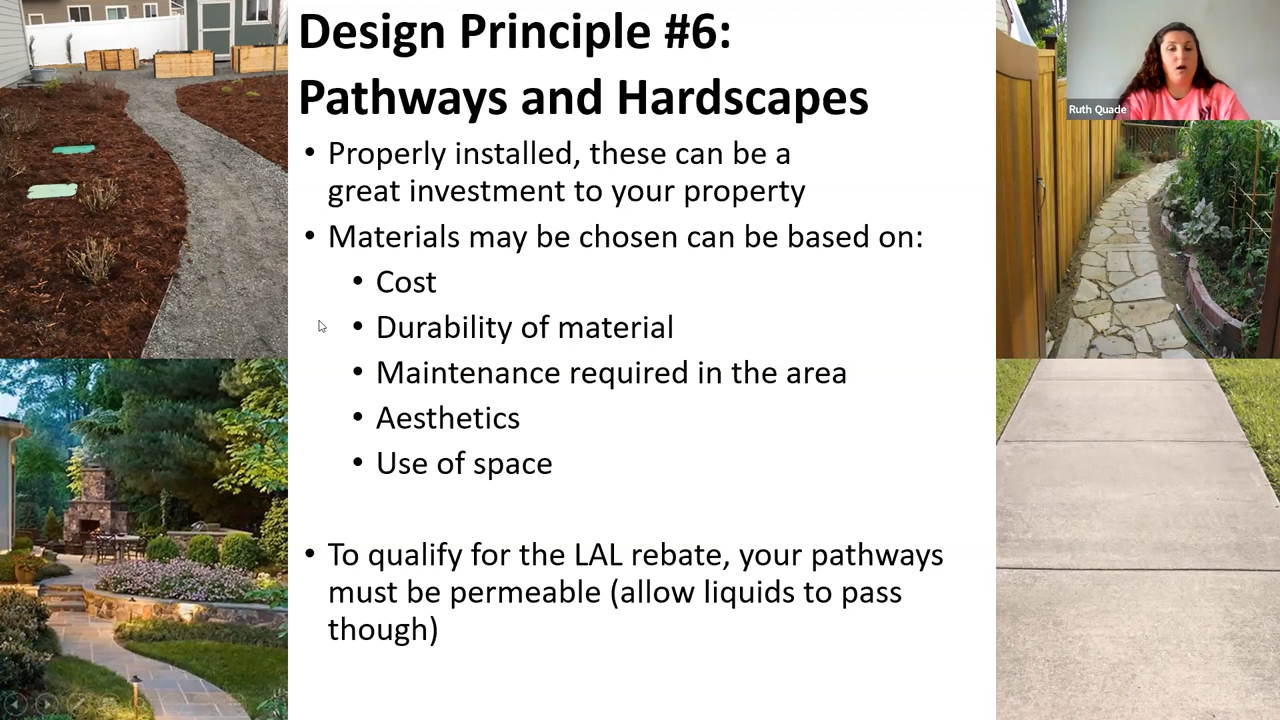 Design Principle #6:
Pathways and Hardscapes
• Properly installed, these can be a
great investment to your property
• Materials may be chosen can be based on:
• Cost
• Durability of material
• Maintenance required in the area
• Aesthetics
• Use of space
• To qualify for the LAL rebate, your pathways
must be permeable (allow liquids to pass
though)
Ruth Quade